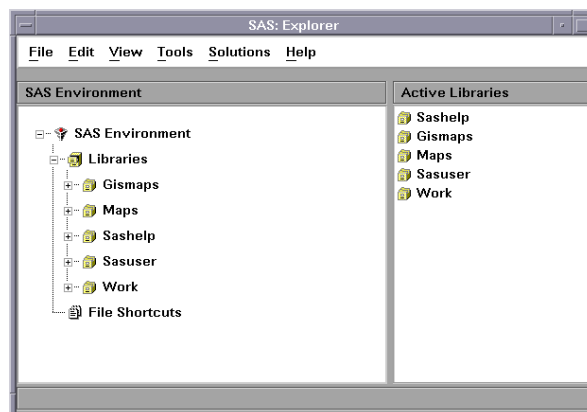 SAS: Explorer
File Edit View Tools Solutions Help
SAS Environment
SAS Environment
Libraries
Gismaps
Maps
Sashelp
Sasuser
Work
File Shortcuts
Active Libraries
Sashelp
Gismaps
Maps
Sasuser
Work